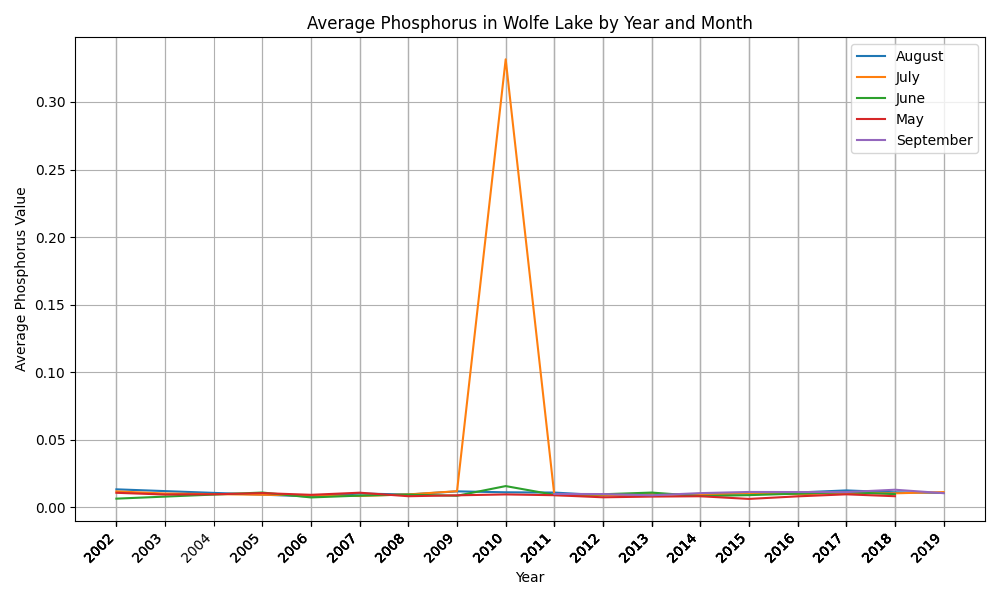 Average Phosphorus in Wolfe Lake by Year and Month
August
July
June
May
September
0.30
0.25
0.20
0.15
0.10
0.05
0.00
Average Phosphorus Value
2002 2003 2004 2005 2006 2007 2008 2009 2010 2011 2012 2013 2014 2015 2016 2017 2018 2019
Year